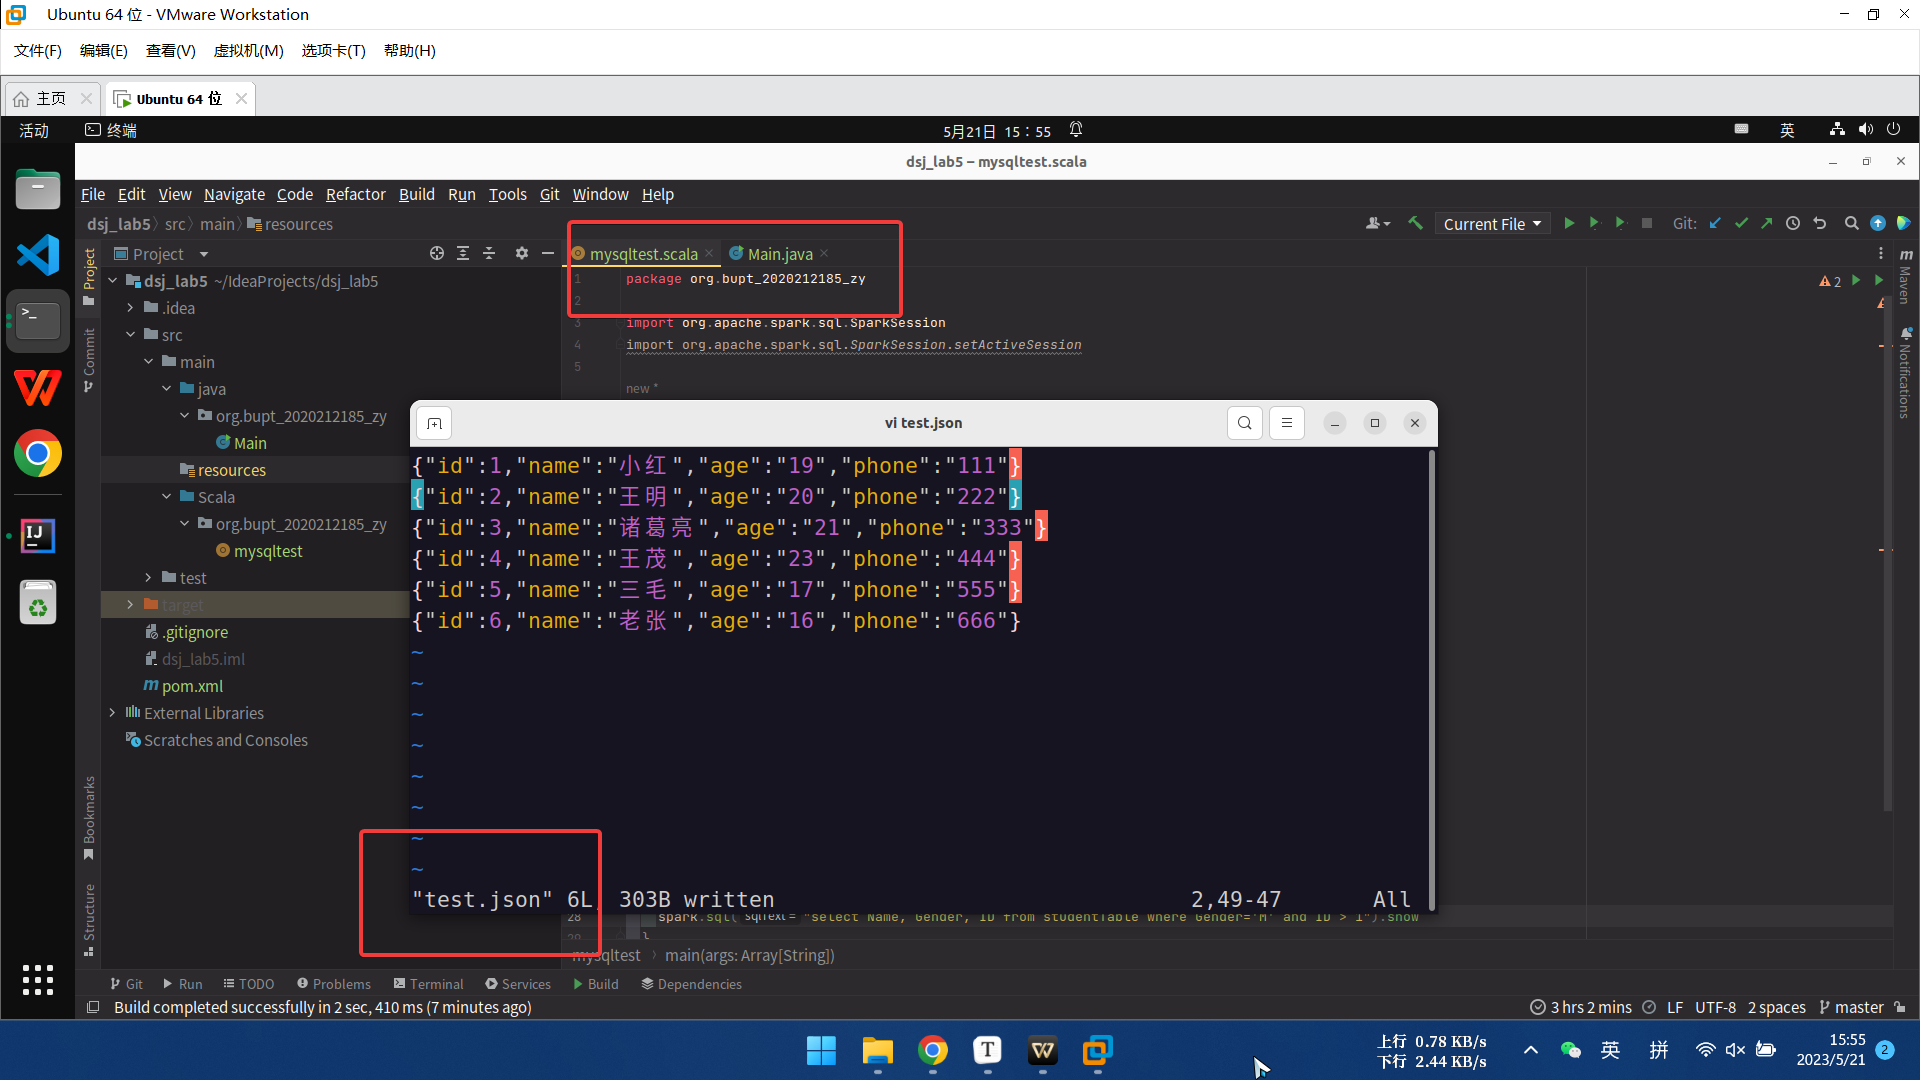 Ubuntu 64 位 - VMware Workstation
文件(F) 编辑(E) 查看(V) 虚拟机(M) 选项卡(T) 帮助(H)
主页 Ubuntu 64 位
活动 终端 5月21日 15：55 英
dsj_lab5 – mysqltest.scala
File Edit View Navigate Code Refactor Build Run Tools Git Window Help
dsj_lab5 src main resources Current File Git:
Project mysqltest.scala Main.java
dsj_lab5 ~/IdeaProjects/dsj_lab5
.idea
src
main
java
org.bupt_2020212185_zy
Main
resources
Scala
org.bupt_2020212185_zy
mysqltest
test
target
.gitignore
dsj_lab5.iml
pom.xml
External Libraries
Scratches and Consoles
Project
Commit
Bookmarks
Structure
1 package org.bupt_2020212185_zy
2
3 import org.apache.spark.sql.SparkSession
4 import org.apache.spark.sql.SparkSession.setActiveSession
5
new *
2
Maven
Notifications
vi test.json
{"id":1,"name":"小红","age":"19","phone":"111"}
{"id":2,"name":"王明","age":"20","phone":"222"}
{"id":3,"name":"诸葛亮","age":"21","phone":"333"}
{"id":4,"name":"王茂","age":"23","phone":"444"}
{"id":5,"name":"三毛","age":"17","phone":"555"}
{"id":6,"name":"老张","age":"16","phone":"666"}
~
~
~
~
~
~
~
~
"test.json" 6L, 303B written 2,49-47 All
28 spark.sql( sqlText = "select Name, Gender, ID from studentTable where Gender='M' and ID > 1").show
29 }
mysqltest main(args: Array[String])
Git Run TODO Problems Terminal Services Build Dependencies
Build completed successfully in 2 sec, 410 ms (7 minutes ago) 3 hrs 2 mins LF UTF-8 2 spaces master
上行 0.78 KB/s
下行 2.44 KB/s
英 拼
15:55
2023/5/21 2